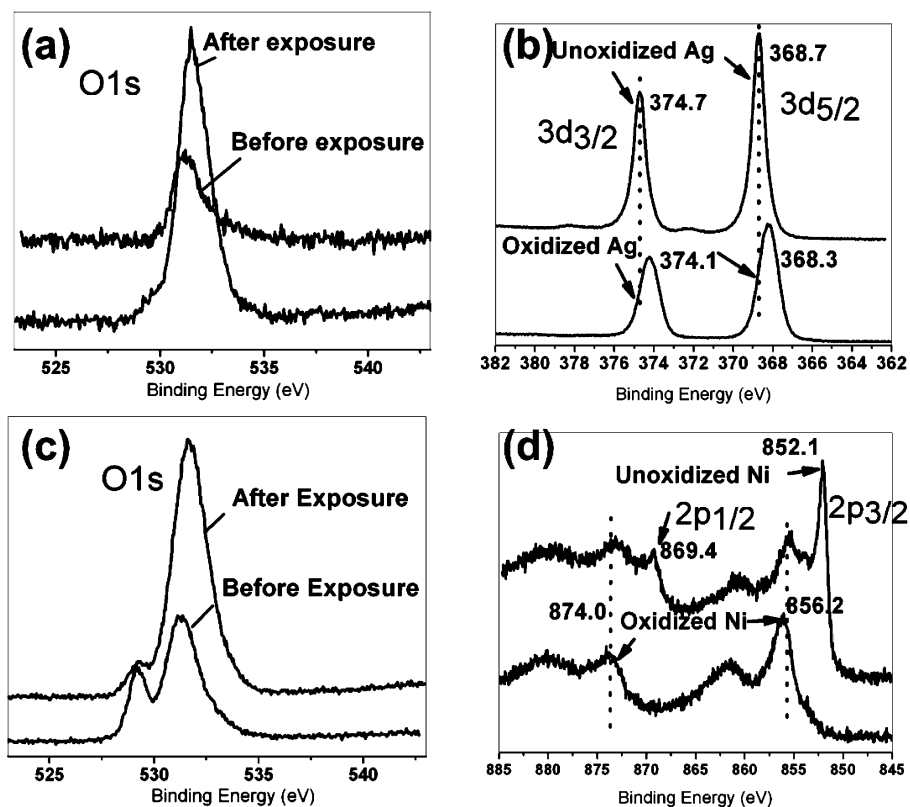 (a)
After exposure
O1s
Before exposure
525 530 535 540
Binding Energy (eV)
(b)
Unoxidized Ag
368.7
374.7
3d3/2
3d5/2
Oxidized Ag
374.1
368.3
382 380 378 376 374 372 370 368 366 364 362
Binding Energy (eV)
(c)
O1s
After Exposure
Before Exposure
525 530 535 540
Binding Energy (eV)
(d)
852.1
Unoxidized Ni
2p1/2
2p3/2
869.4
874.0
Oxidized Ni
856.2
885 880 875 870 865 860 855 850 845
Binding Energy (eV)